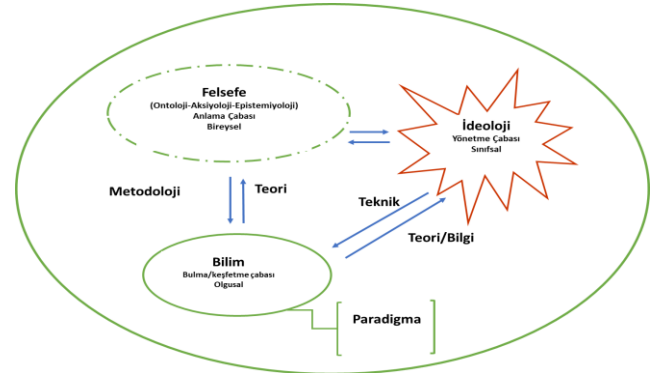 Felsefe
(Ontoloji-Aksiyoloji-Epistemiyoloji)
Anlama Çabası
Bireysel
İdeoloji
Yönetme Çabası
Sınıfsal
Metodoloji
Teori
Teknik
Teori/Bilgi
Bilim
Bulma/keşfetme çabası
Olgusal
Paradigma